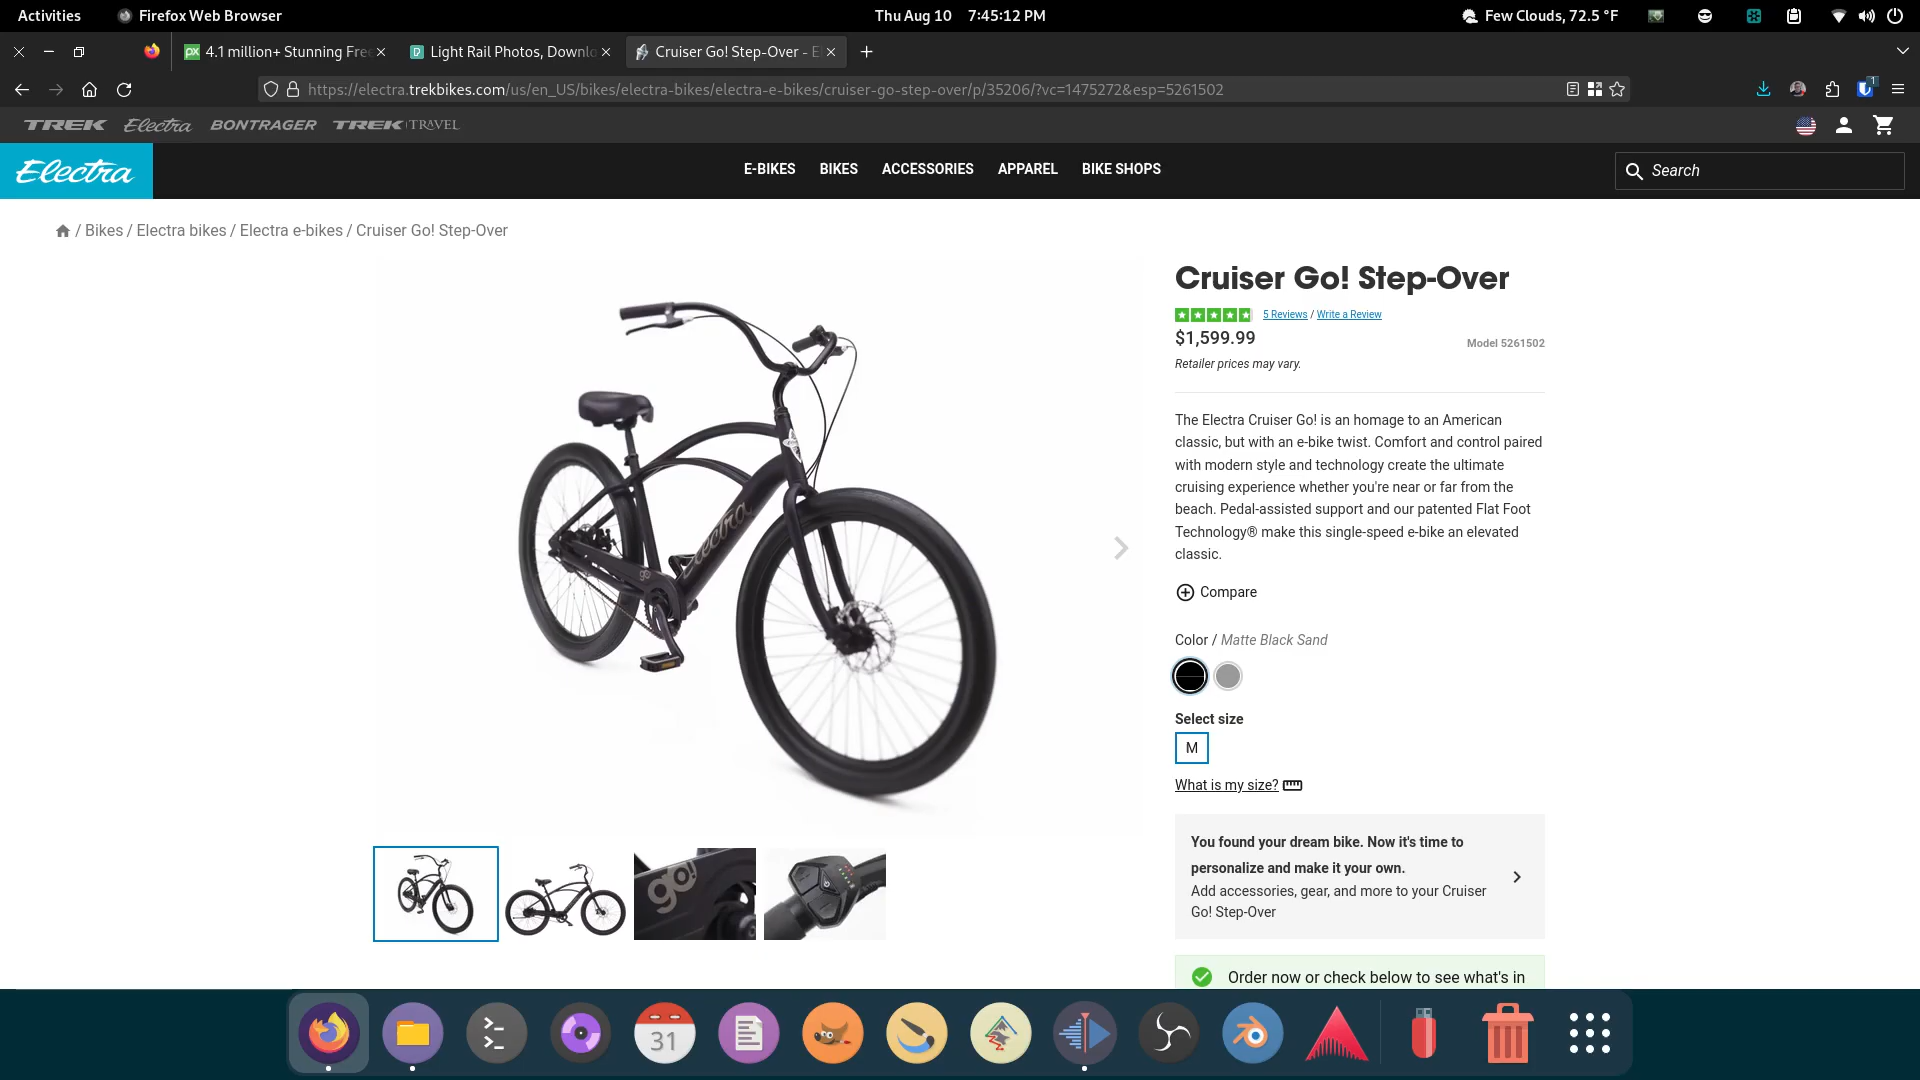 Activities
Firefox Web Browser
Thu Aug 10 7:45:12 PM
Few Clouds, 72.5 °F
4.1 million+ Stunning Fre
Light Rail Photos, Downlo
Cruiser Go! Step-Over - E
https://electra.trekbikes.com/us/en_US/bikes/electra-bikes/electra-e-bikes/cruiser-go-step-over/p/35206/?vc=1475272&esp=5261502
1
TREK Electra BONTRAGER TREK TRAVEL
Electra
E-BIKES BIKES ACCESSORIES APPAREL BIKE SHOPS
Search
/ Bikes / Electra bikes / Electra e-bikes / Cruiser Go! Step-Over
Electra
go
Cruiser Go! Step-Over
5 Reviews / Write a Review
$1,599.99
Model 5261502
Retailer prices may vary.
The Electra Cruiser Go! is an homage to an American
classic, but with an e-bike twist. Comfort and control paired
with modern style and technology create the ultimate
cruising experience whether you're near or far from the
beach. Pedal-assisted support and our patented Flat Foot
Technology® make this single-speed e-bike an elevated
classic.
Compare
Color / Matte Black Sand
Select size
M
What is my size?
You found your dream bike. Now it's time to
personalize and make it your own.
Add accessories, gear, and more to your Cruiser
Go! Step-Over
Order now or check below to see what's in
go!
31